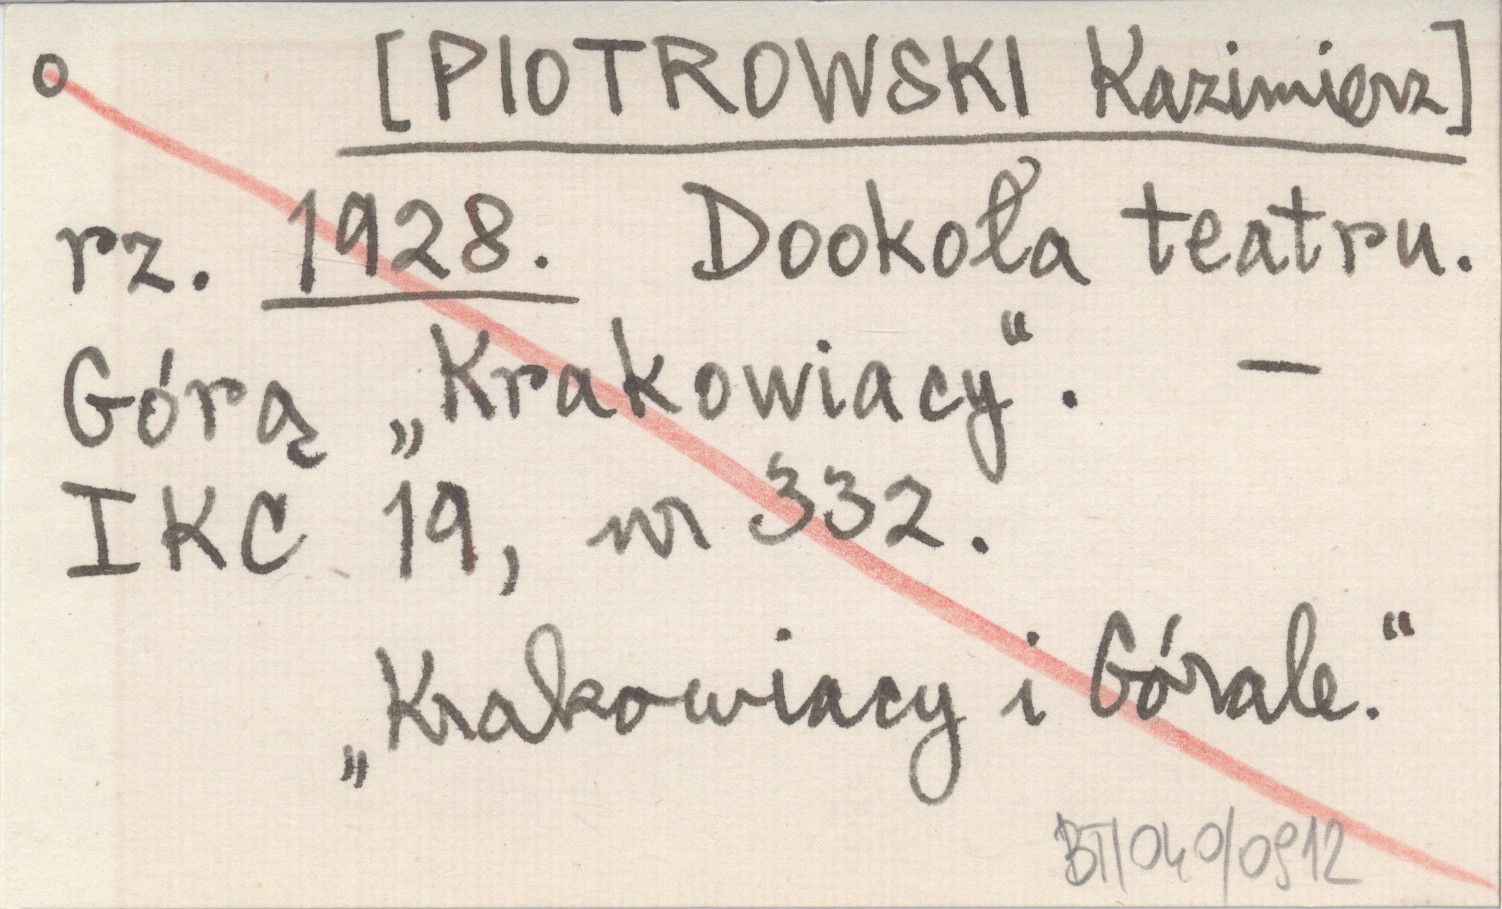 o [PIOTROWSKI Kazimierz]
rz. 1928. Dookoła teatru.
Górą „Krakowiacy“. —
IKC 19, nr 332.
„Krakowiacy i Górale.“
BT/040/0912